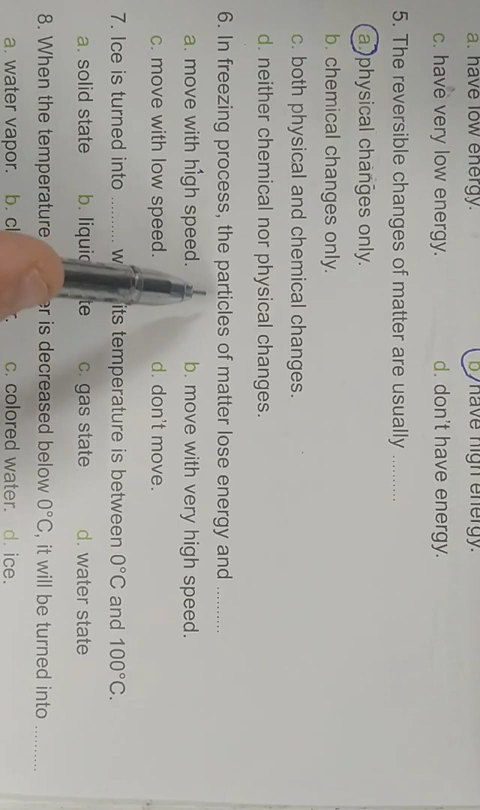 a. have low energy.
b. have high energy.
c. have very low energy.
d. don't have energy.
5. The reversible changes of matter are usually ..........
a. physical changes only.
b. chemical changes only.
c. both physical and chemical changes.
d. neither chemical nor physical changes.
6. In freezing process, the particles of matter lose energy and ..........
a. move with high speed. b. move with very high speed.
c. move with low speed. d. don't move.
7. Ice is turned into .......... its temperature is between 0°C and 100°C.
a. solid state b. c. gas state d. water state
8. When the temperature is decreased below 0°C, it will be turned into ..........
a. water vapor. b. c. colored water. d. ice.